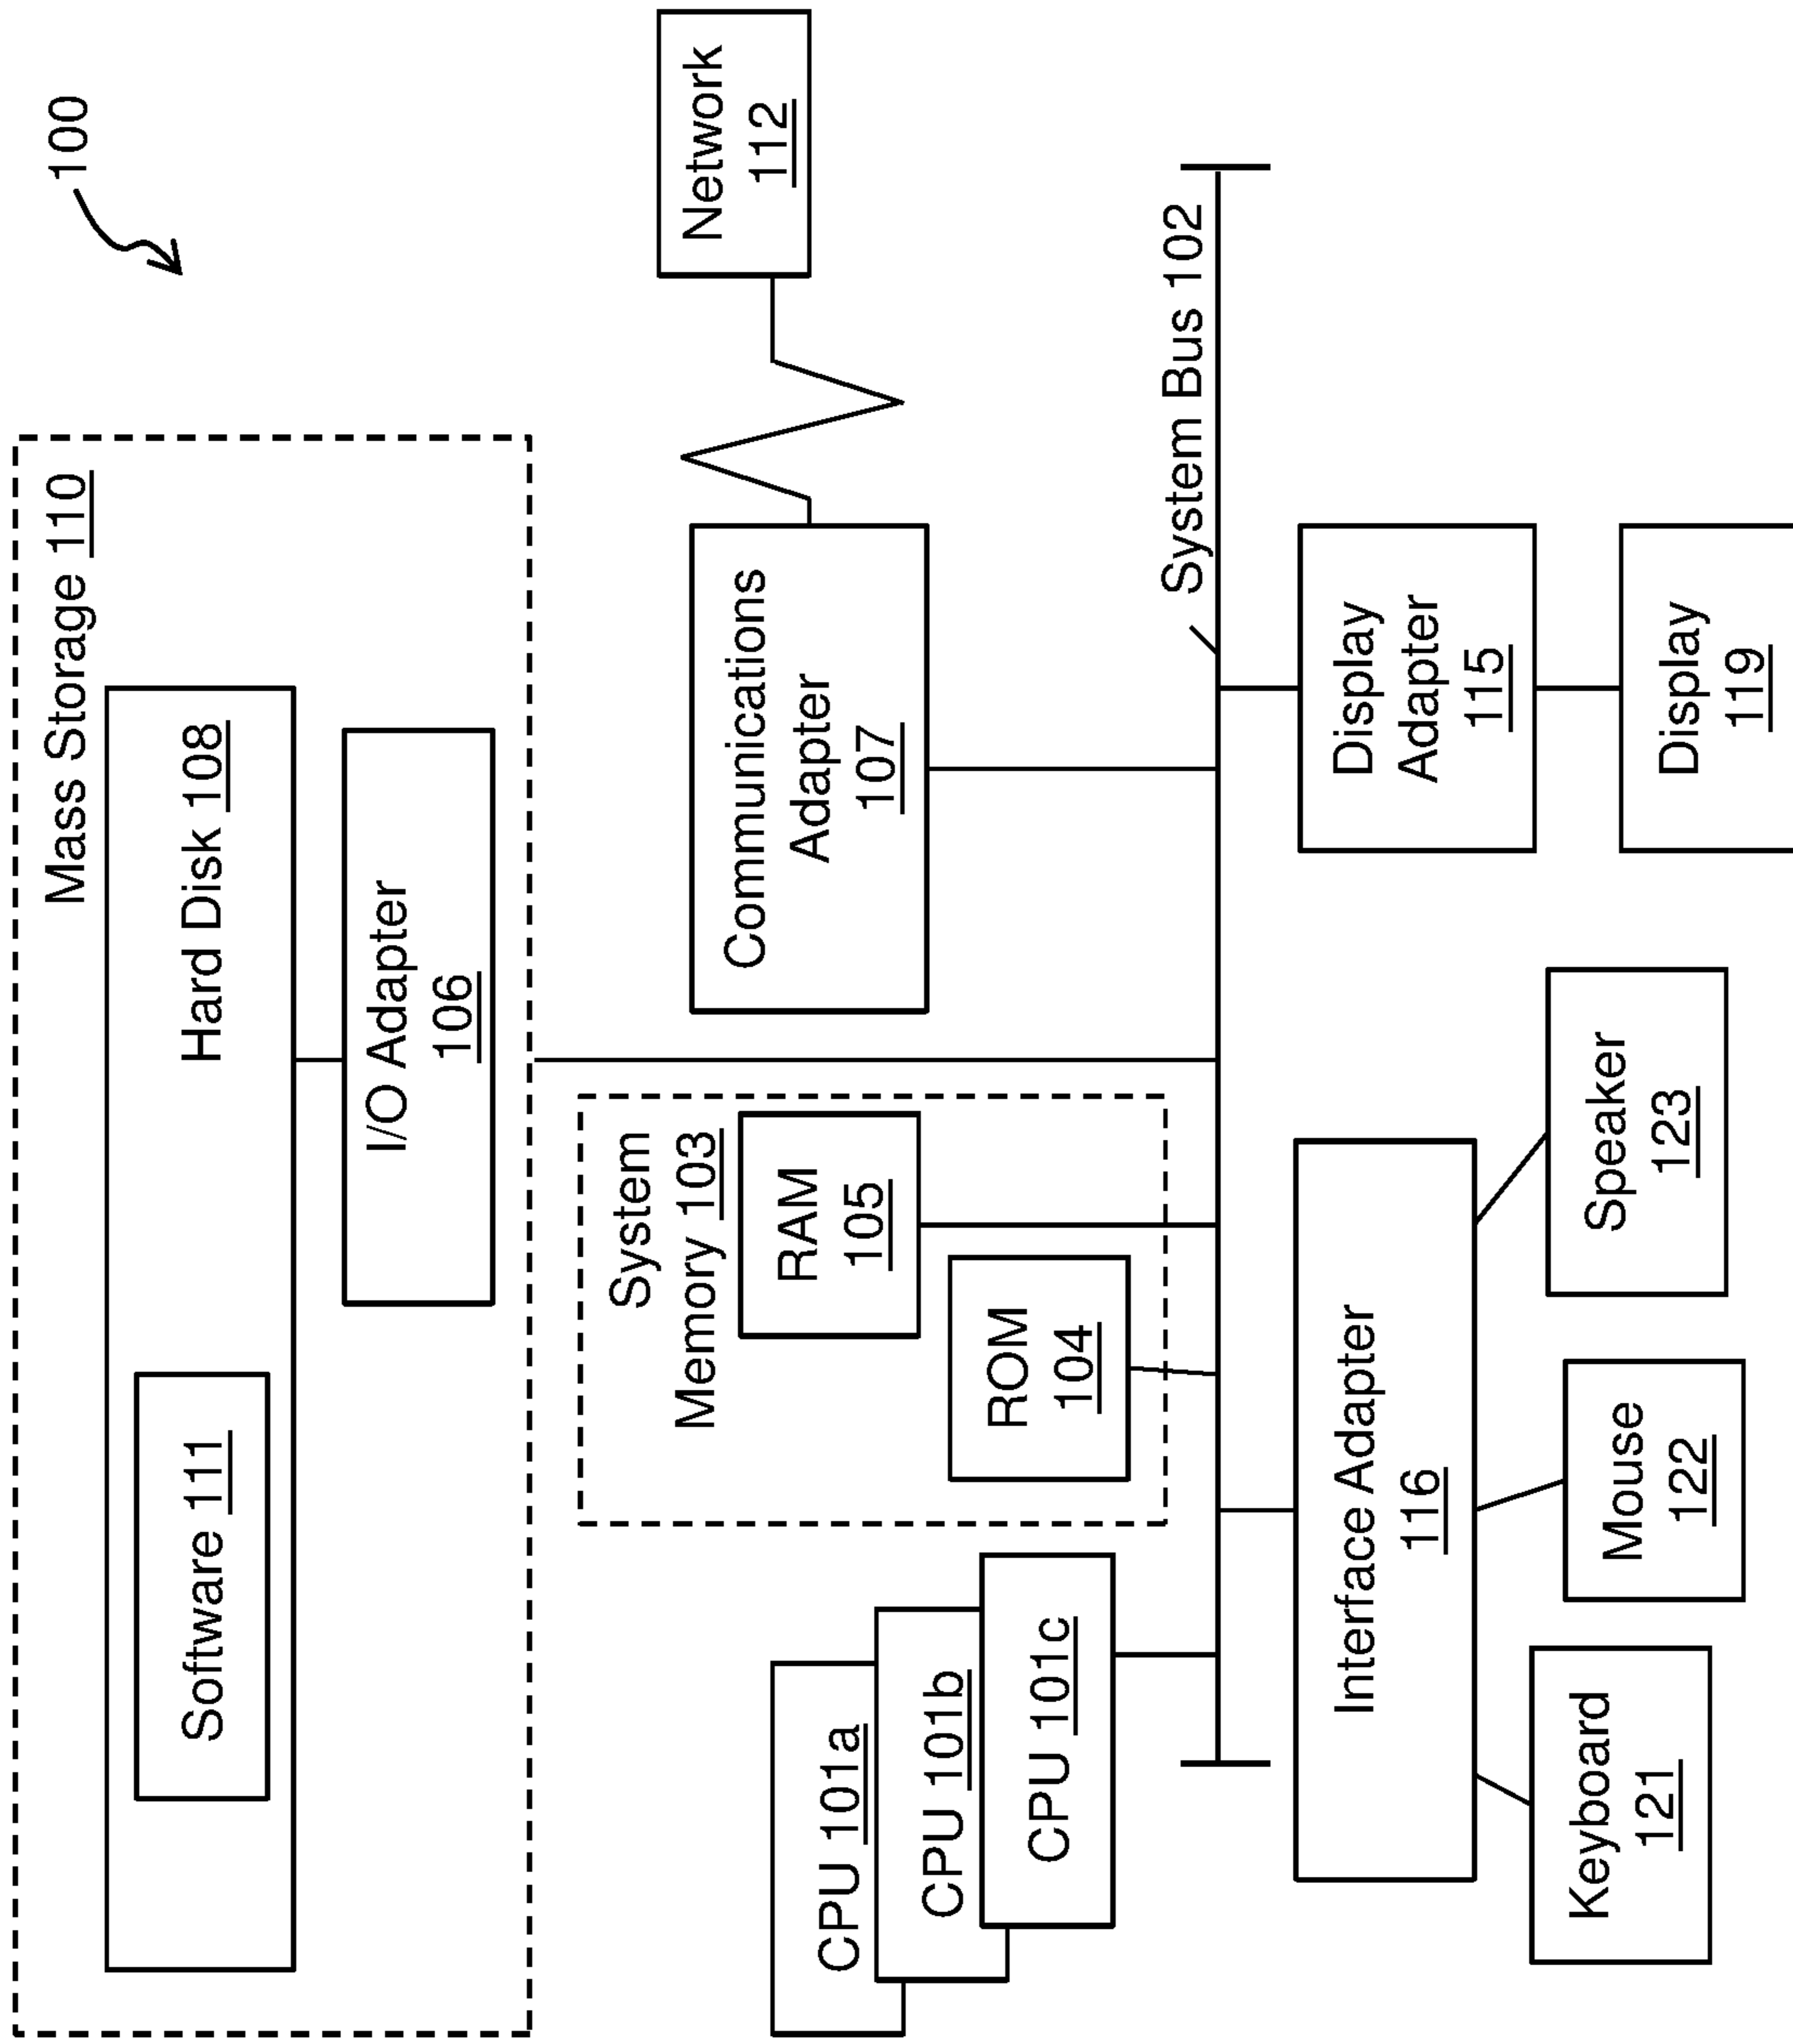 100
Mass Storage 110
Hard Disk 108
Software 111
I/O Adapter
106
System
Memory 103
RAM
105
ROM
104
CPU 101a
CPU 101b
CPU 101c
Communications
Adapter
107
Network
112
System Bus 102
Interface Adapter
116
Display
Adapter
115
Keyboard
121
Mouse
122
Speaker
123
Display
119